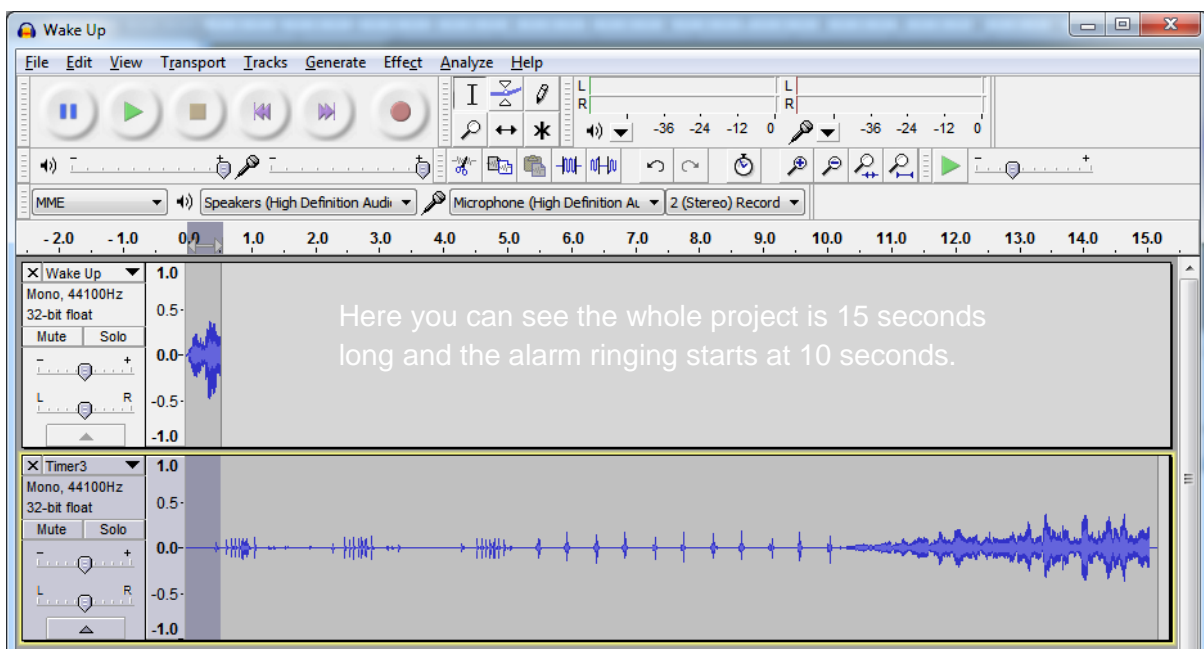 Wake Up
File Edit View Transport Tracks Generate Effect Analyze Help
L
R
-36 -24 -12 0
L
R
-36 -24 -12 0
- +
MME
Speakers (High Definition Audi
Microphone (High Definition Au
2 (Stereo) Record
- 2.0 - 1.0 0.0 1.0 2.0 3.0 4.0 5.0 6.0 7.0 8.0 9.0 10.0 11.0 12.0 13.0 14.0 15.0
X Wake Up
Mono, 44100Hz
32-bit float
Mute Solo
- +
L R
1.0
0.5-
0.0-
-0.5-
-1.0
Here you can see the whole project is 15 seconds
long and the alarm ringing starts at 10 seconds.
X Timer3
Mono, 44100Hz
32-bit float
Mute Solo
- +
L R
1.0
0.5-
0.0-
-0.5-
-1.0